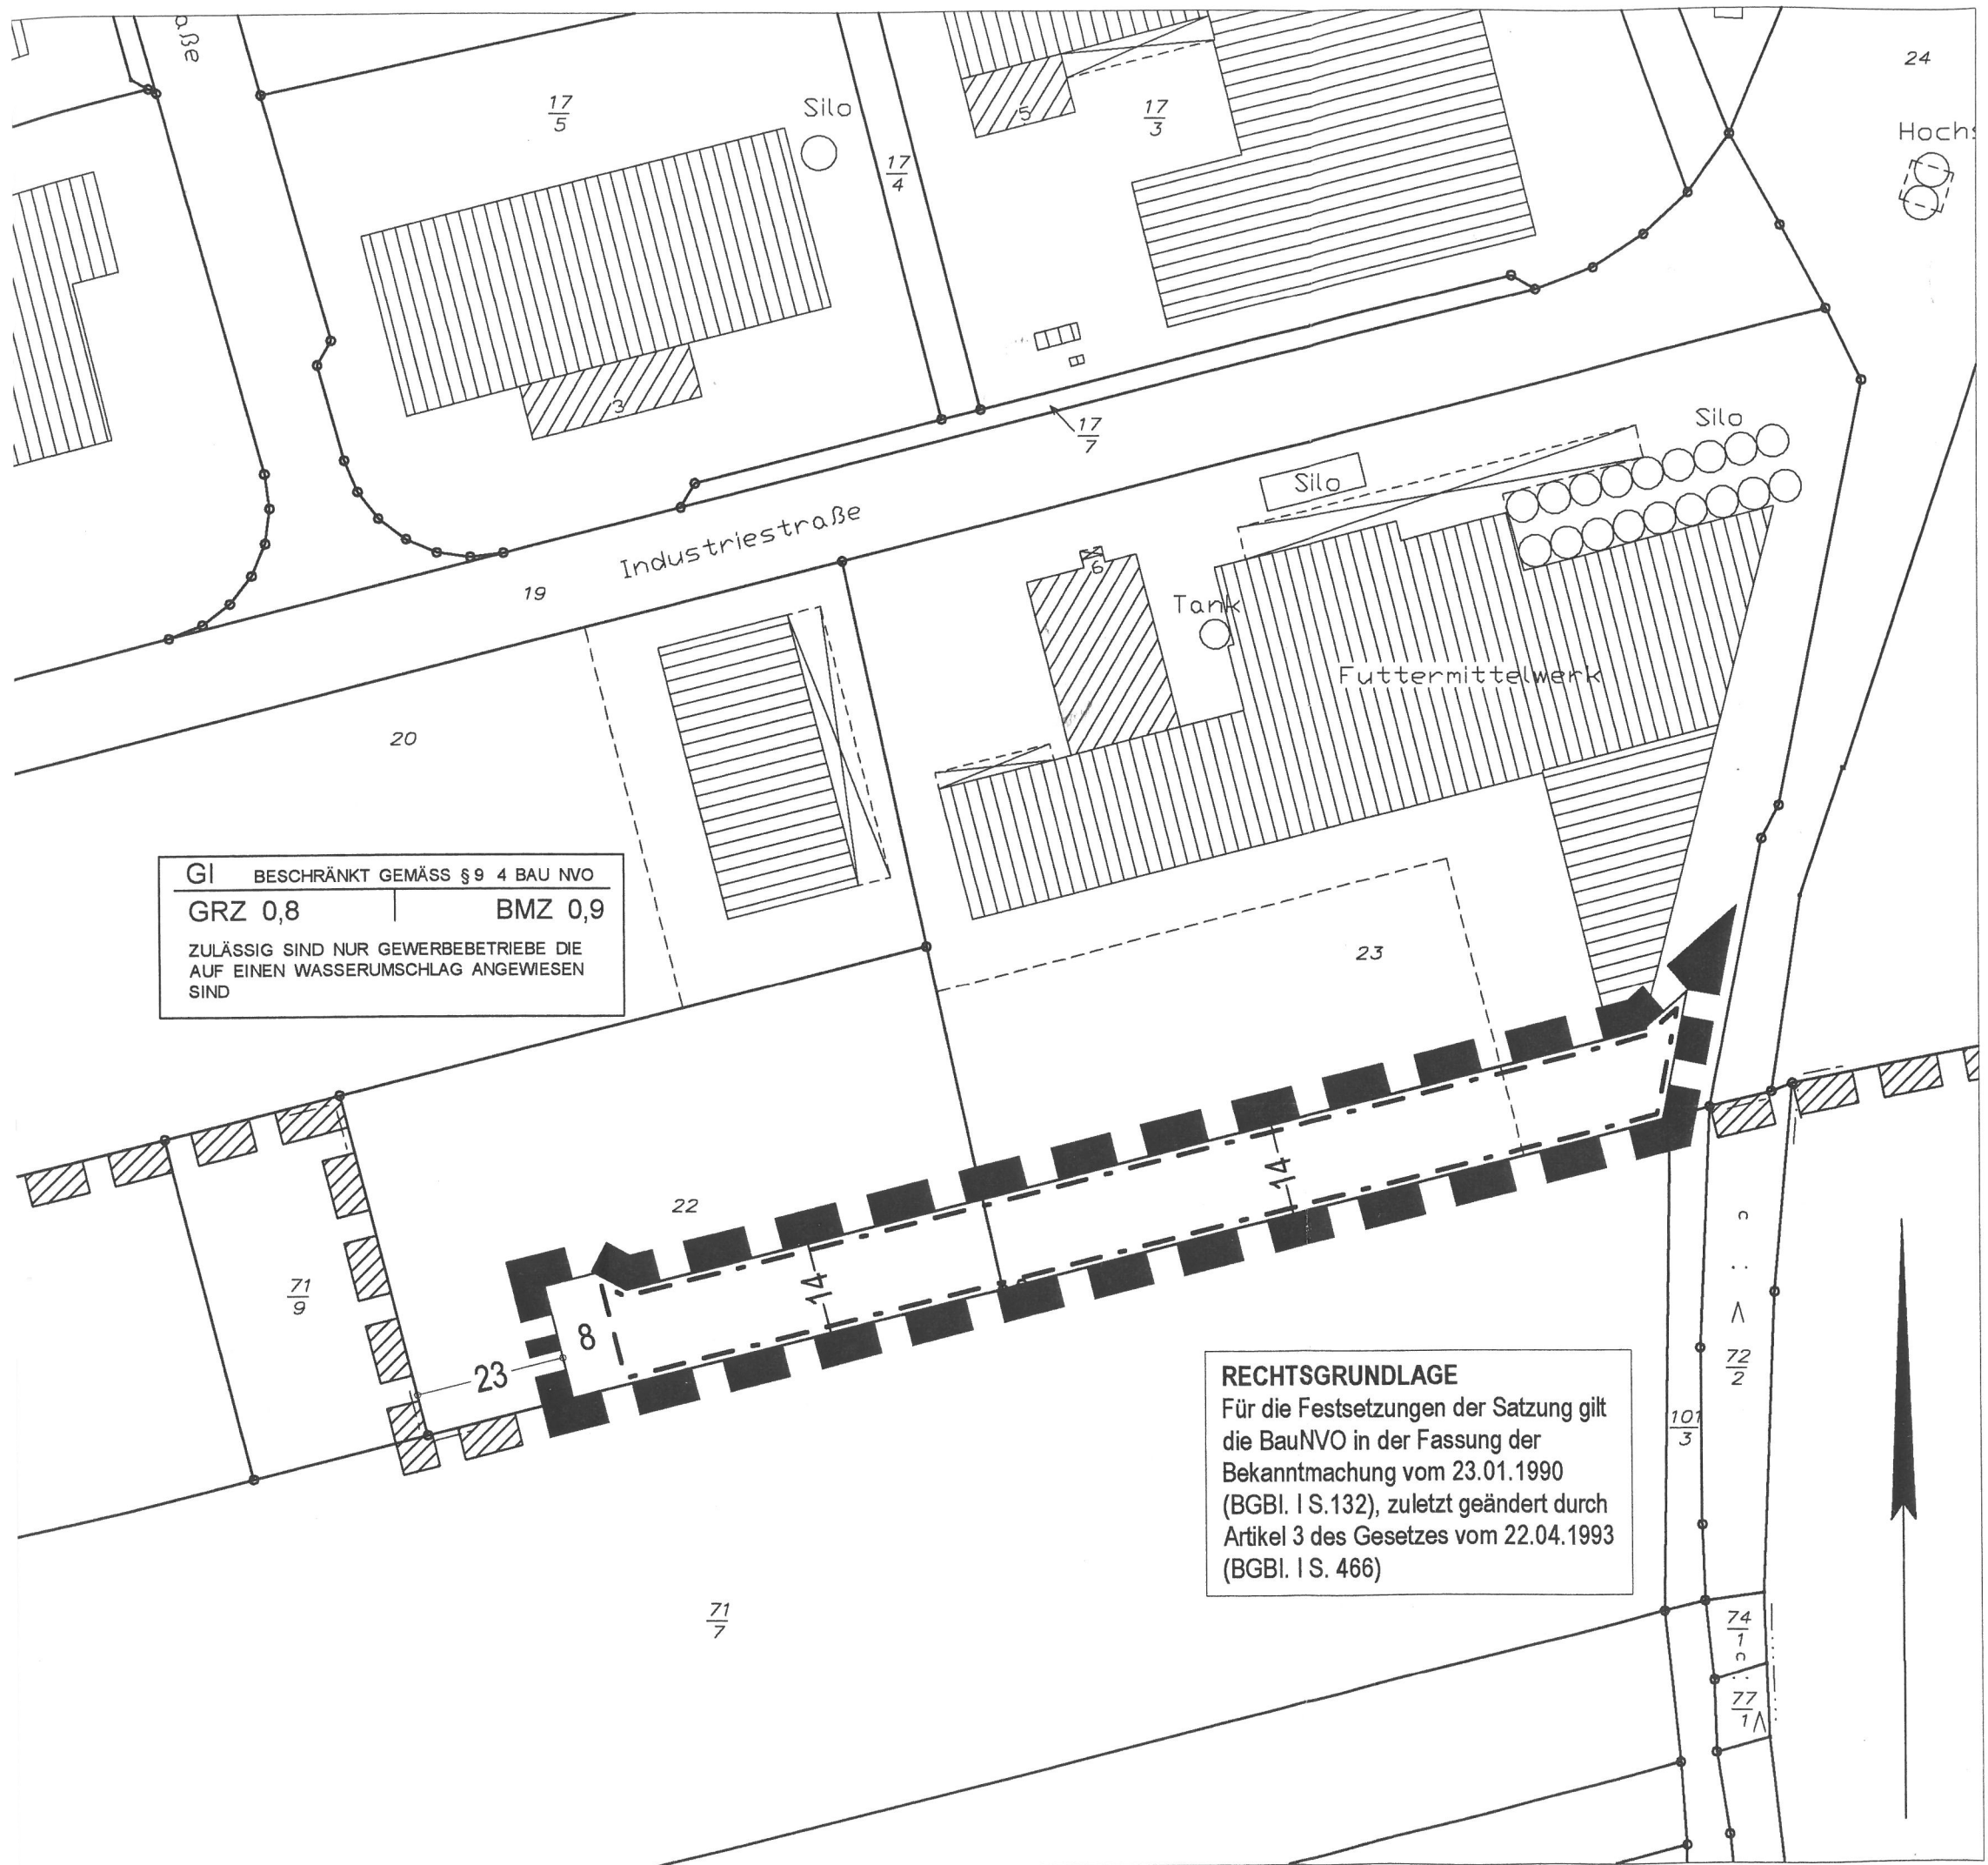 aße
24
17
5
Silo
5
17
3
17
4
3
17
7
Silo
Silo
Industriestraße
19
6
Tank
Futtermittelwerk
20
GI BESCHRÄNKT GEMÄSS § 9 4 BAU NVO
GRZ 0,8 BMZ 0,9
ZULÄSSIG SIND NUR GEWERBEBETRIEBE DIE
AUF EINEN WASSERUMSCHLAG ANGEWIESEN
SIND
23
22
14
14
71
9
8
23
RECHTSGRUNDLAGE
Für die Festsetzungen der Satzung gilt
die BauNVO in der Fassung der
Bekanntmachung vom 23.01.1990
(BGBl. I S.132), zuletzt geändert durch
Artikel 3 des Gesetzes vom 22.04.1993
(BGBl. I S. 466)
72
2
101
3
71
7
74
1
77
1